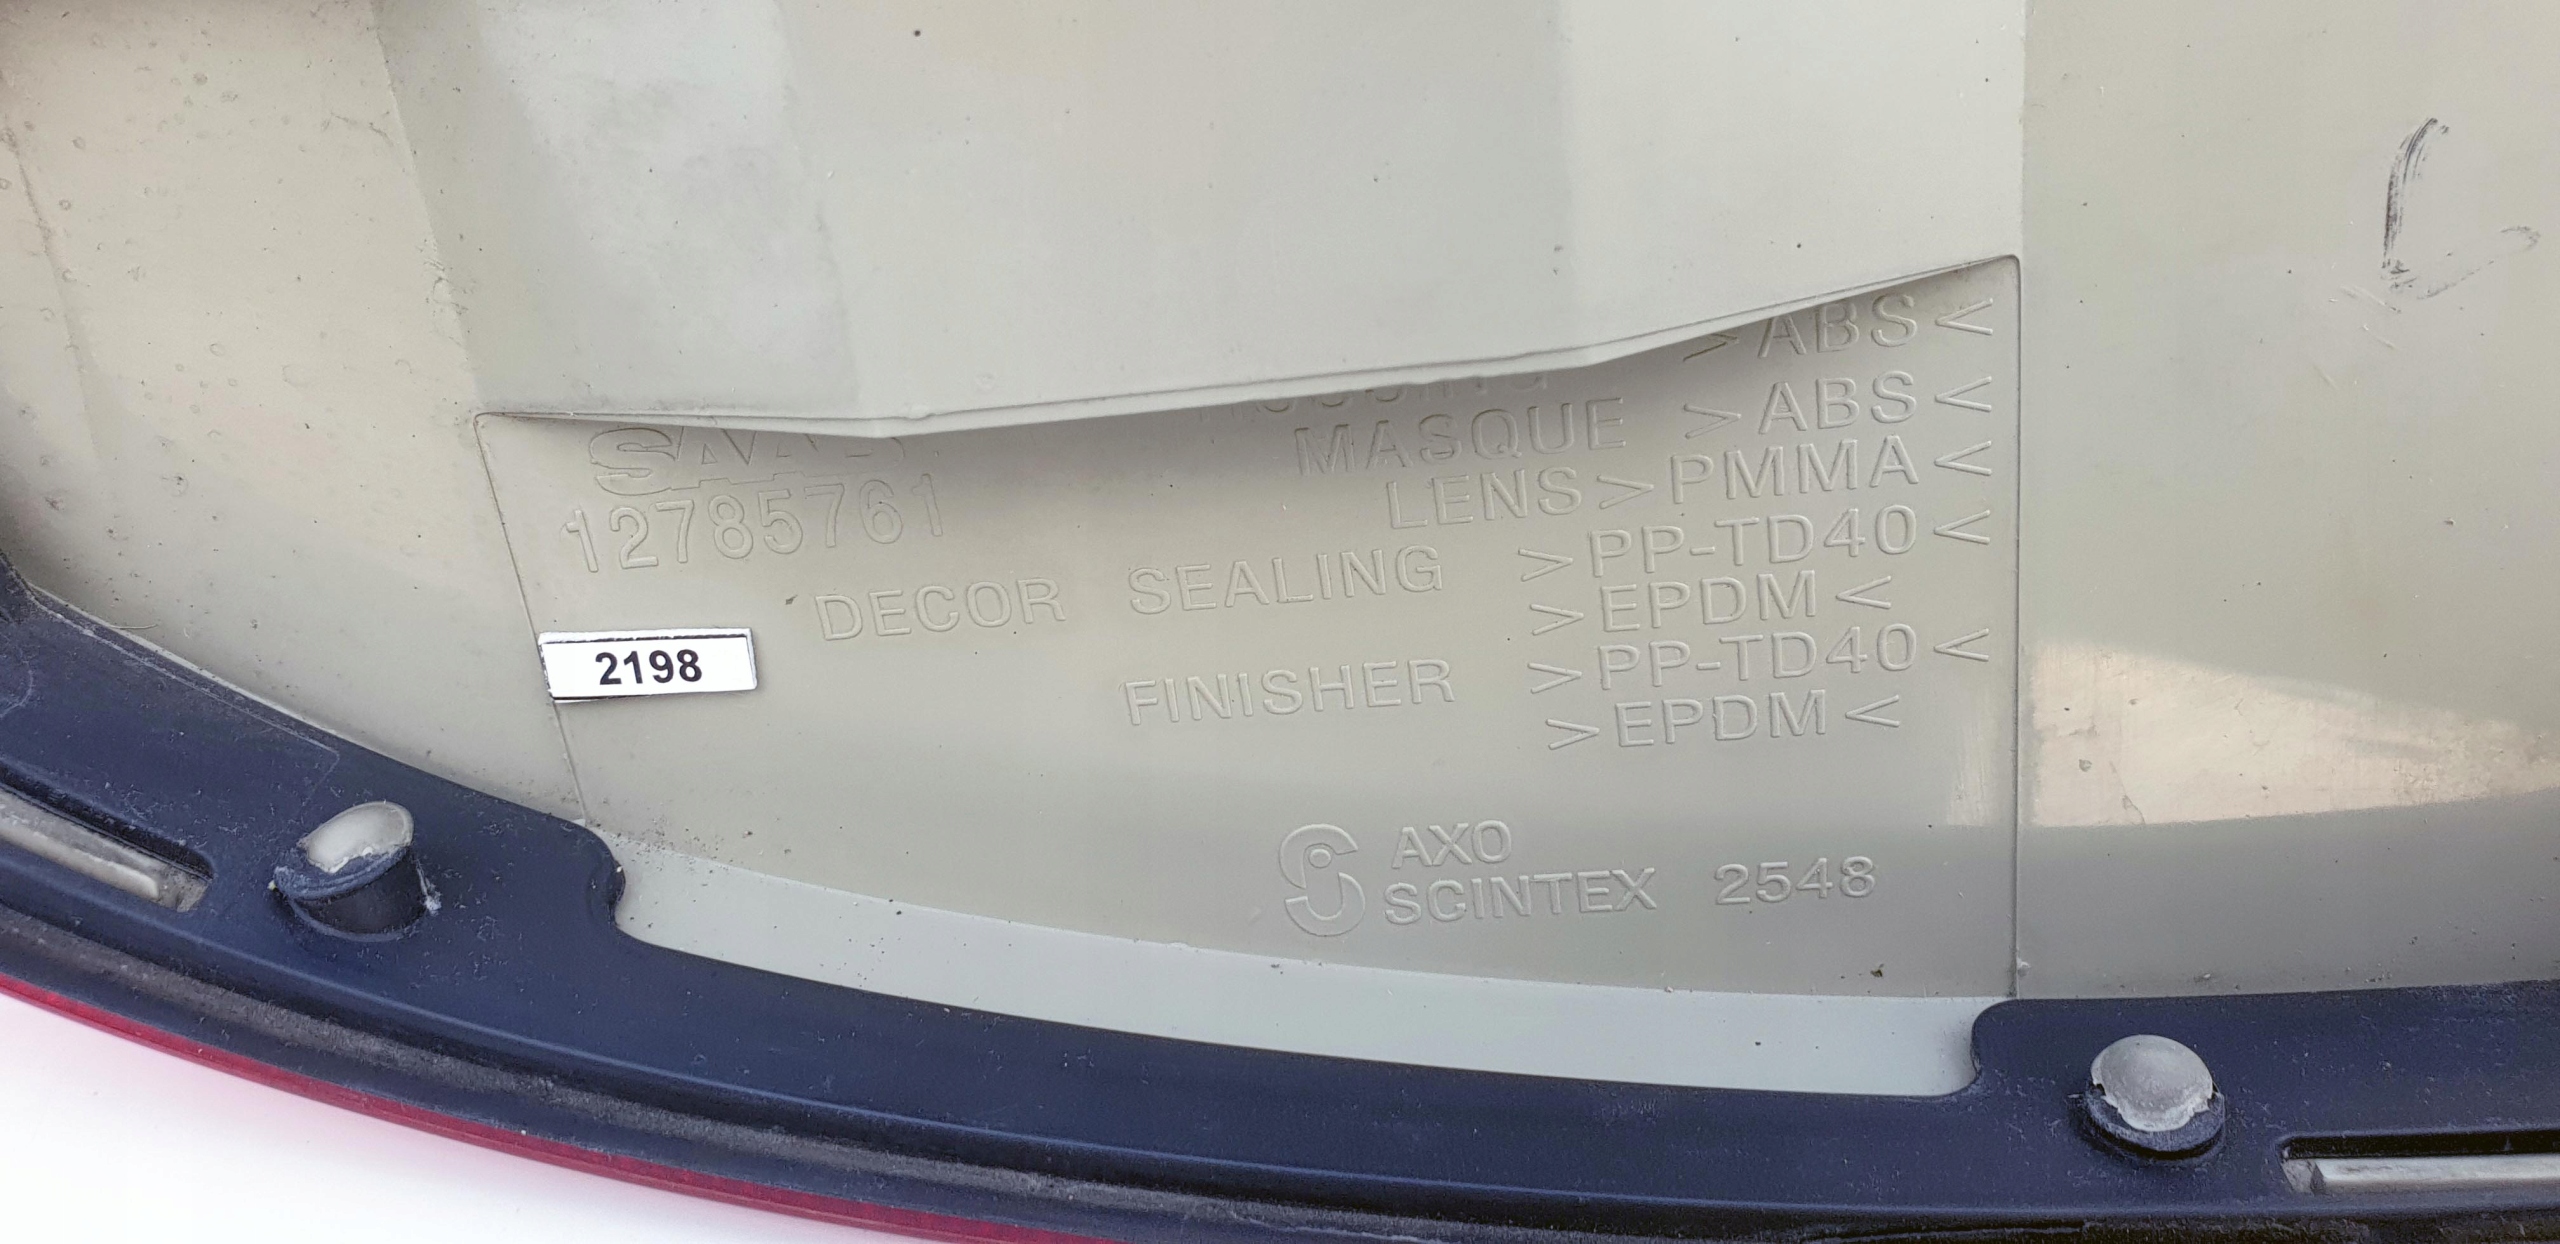 >ABS<
HOUSING
MASQUE >ABS<
SAAB
LENS >PMMA<
12785761
DECOR SEALING >PP-TD40<
>EPDM<
2198
FINISHER >PP-TD40<
>EPDM<
AXO
SCINTEX 2548
L